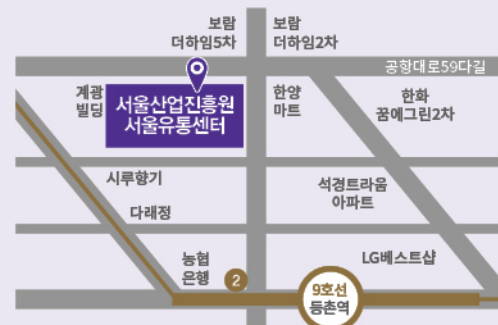 보람
더하임5차
보람
더하임2차
공항대로59다길
계광
빌딩
서울산업진흥원
서울유통센터
한양
마트
한화
꿈에그린2차
시루향기
석경트라움
아파트
다래정
농협
은행
2
LG베스트샵
9호선
등촌역